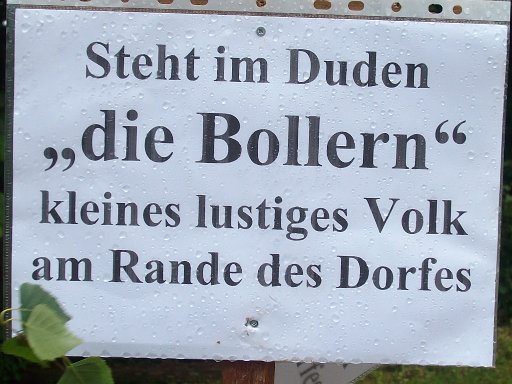 Steht im Duden
„die Bollern“
kleines lustiges Volk
am Rande des Dorfes